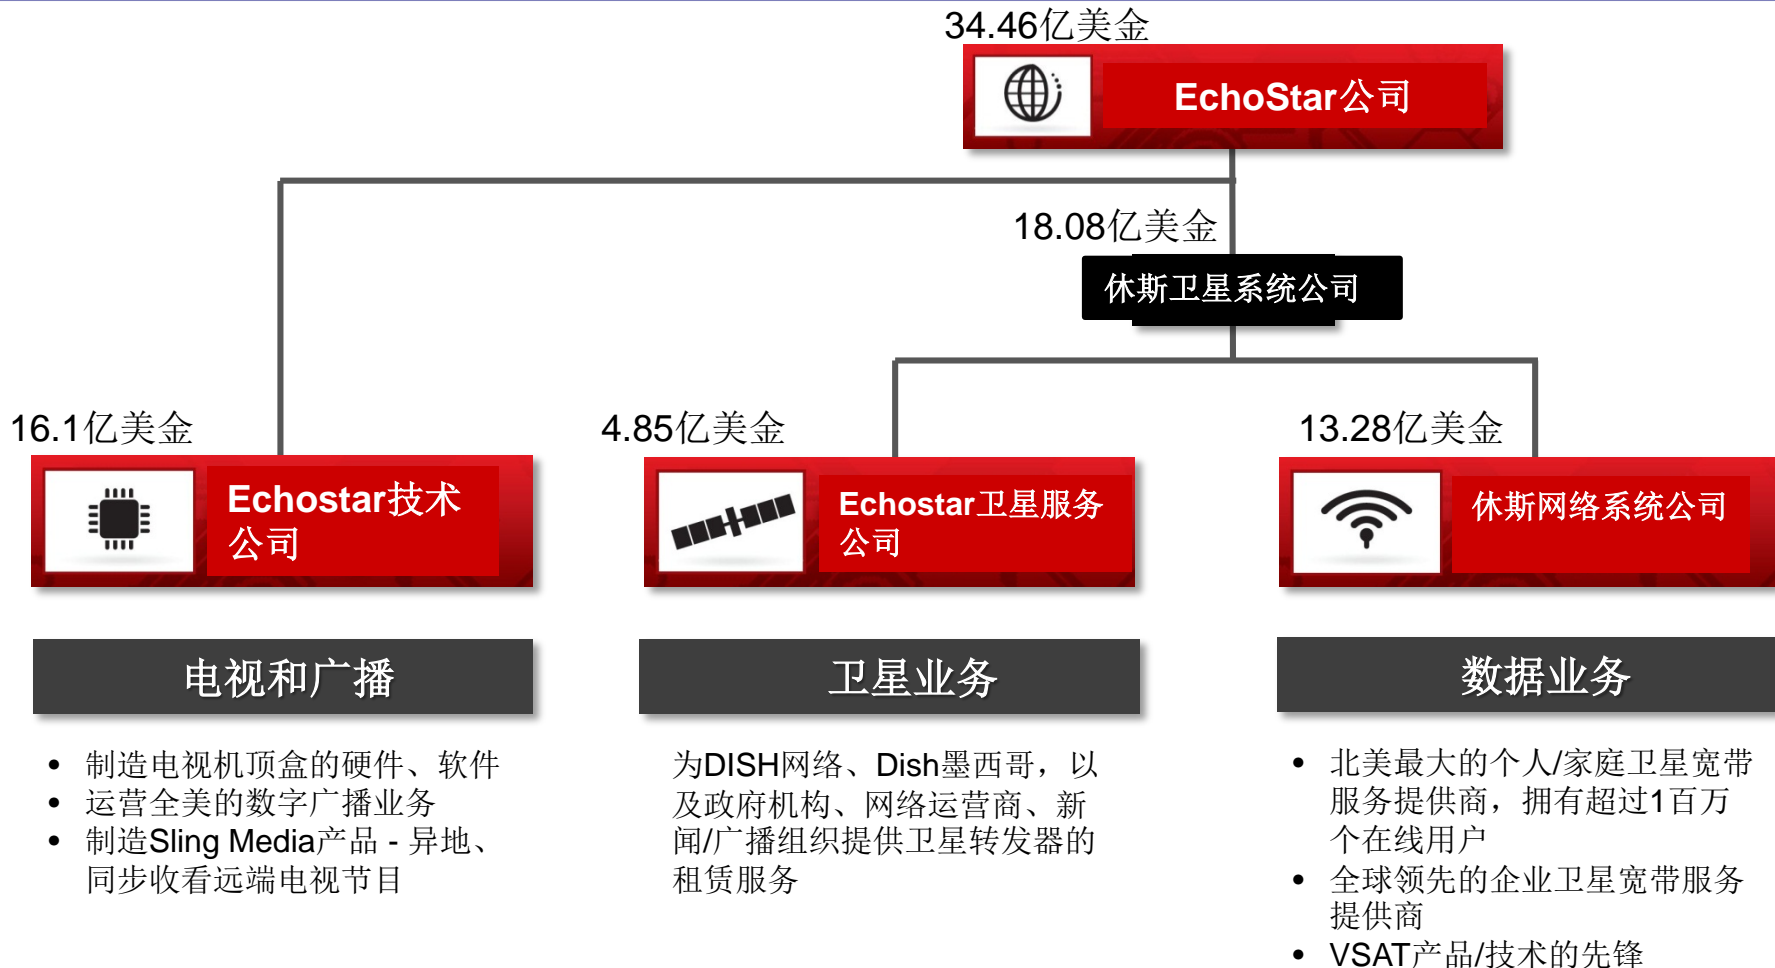 34.46亿美金
EchoStar公司
18.08亿美金
休斯卫星系统公司
16.1亿美金
Echostar技术
公司
电视和广播
• 制造电视机顶盒的硬件、软件
• 运营全美的数字广播业务
• 制造Sling Media产品 - 异地、
同步收看远端电视节目
4.85亿美金
Echostar卫星服务
公司
卫星业务
为DISH网络、Dish墨西哥，以
及政府机构、网络运营商、新
闻/广播组织提供卫星转发器的
租赁服务
13.28亿美金
休斯网络系统公司
数据业务
• 北美最大的个人/家庭卫星宽带
服务提供商，拥有超过1百万
个在线用户
• 全球领先的企业卫星宽带服务
提供商
• VSAT产品/技术的先锋